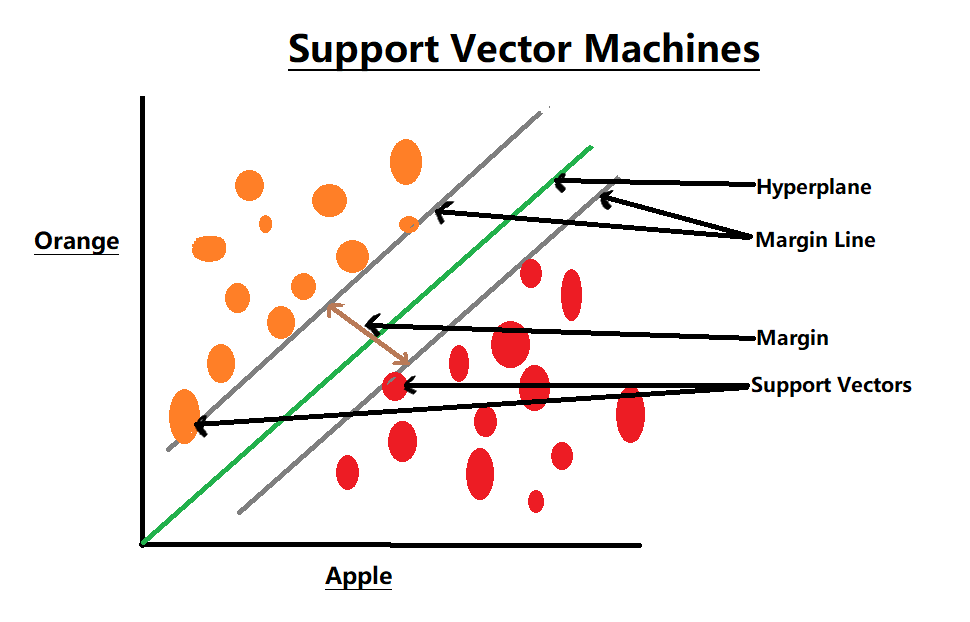 Support Vector Machines
Orange
Hyperplane
Margin Line
Margin
Support Vectors
Apple